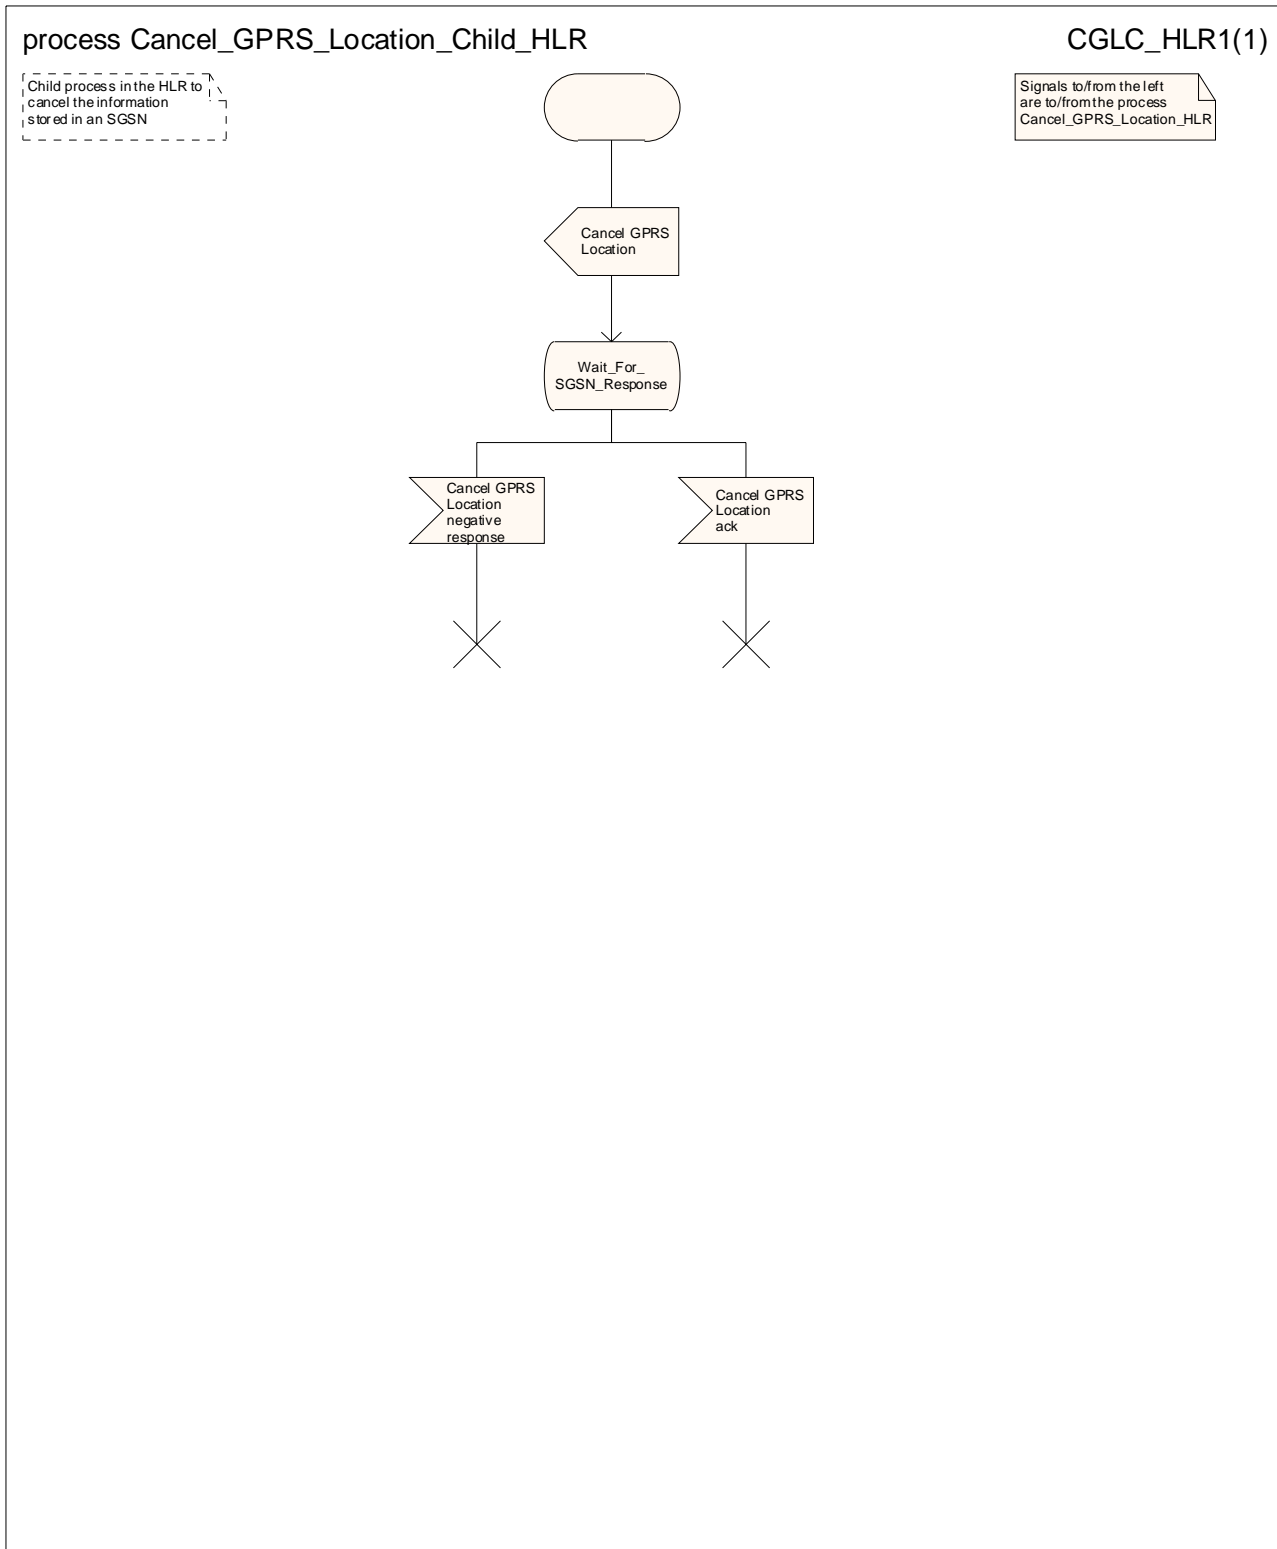 process Cancel_GPRS_Location_Child_HLR
CGLC_HLR1(1)
Child process in the HLR to
cancel the information
stored in an SGSN
Signals to/from the left
are to/from the process
Cancel_GPRS_Location_HLR
Cancel GPRS
Location
Wait_For_
SGSN_Response
Cancel GPRS
Location
negative
response
Cancel GPRS
Location
ack